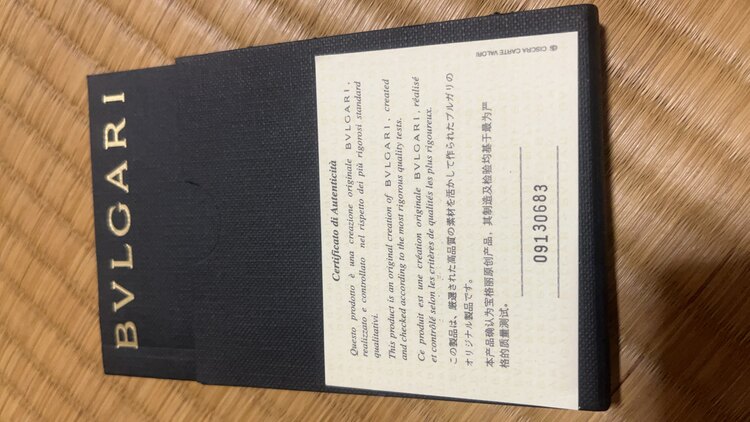 BVLGARI
Certificato di Autenticità
Questo prodotto è una creazione originale BVLGARI,
realizzato e controllato nel rispetto dei più rigorosi standard
qualitativi.
This product is an original creation of BVLGARI, created
and checked according to the most rigorous quality tests.
Ce produit est une création originale BVLGARI, réalisé
et contrôlé selon les critères de qualités les plus rigoureux.
この製品は、厳選された高品質の素材を活かして作られたブルガリの
オリジナル製品です。
本产品确认为宝格丽原创产品，其制造及检验均基于最为严
格的质量测试。
09130683
CISCRA CARTE VALORI